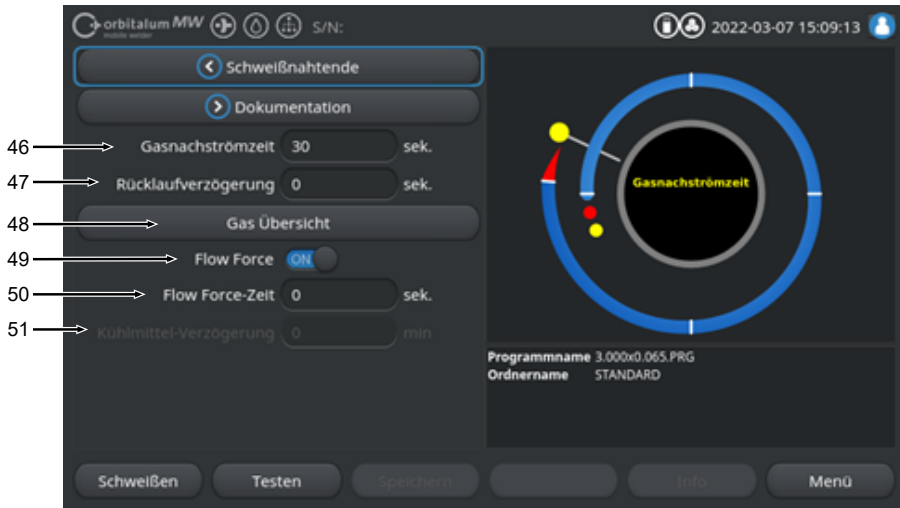 orbitalum MW S/N: 2022-03-07 15:09:13
mobile welder
Schweißnahtende
Dokumentation
46 Gasnachströmzeit 30 sek.
47 Rücklaufverzögerung 0 sek.
48 Gas Übersicht
49 Flow Force ON
50 Flow Force-Zeit 0 sek.
51 Kühlmittel-Verzögerung 0 min
Gasnachströmzeit
Programmname 3.000x0.065.PRG
Ordnername STANDARD
Schweißen Testen Speichern Info Menü